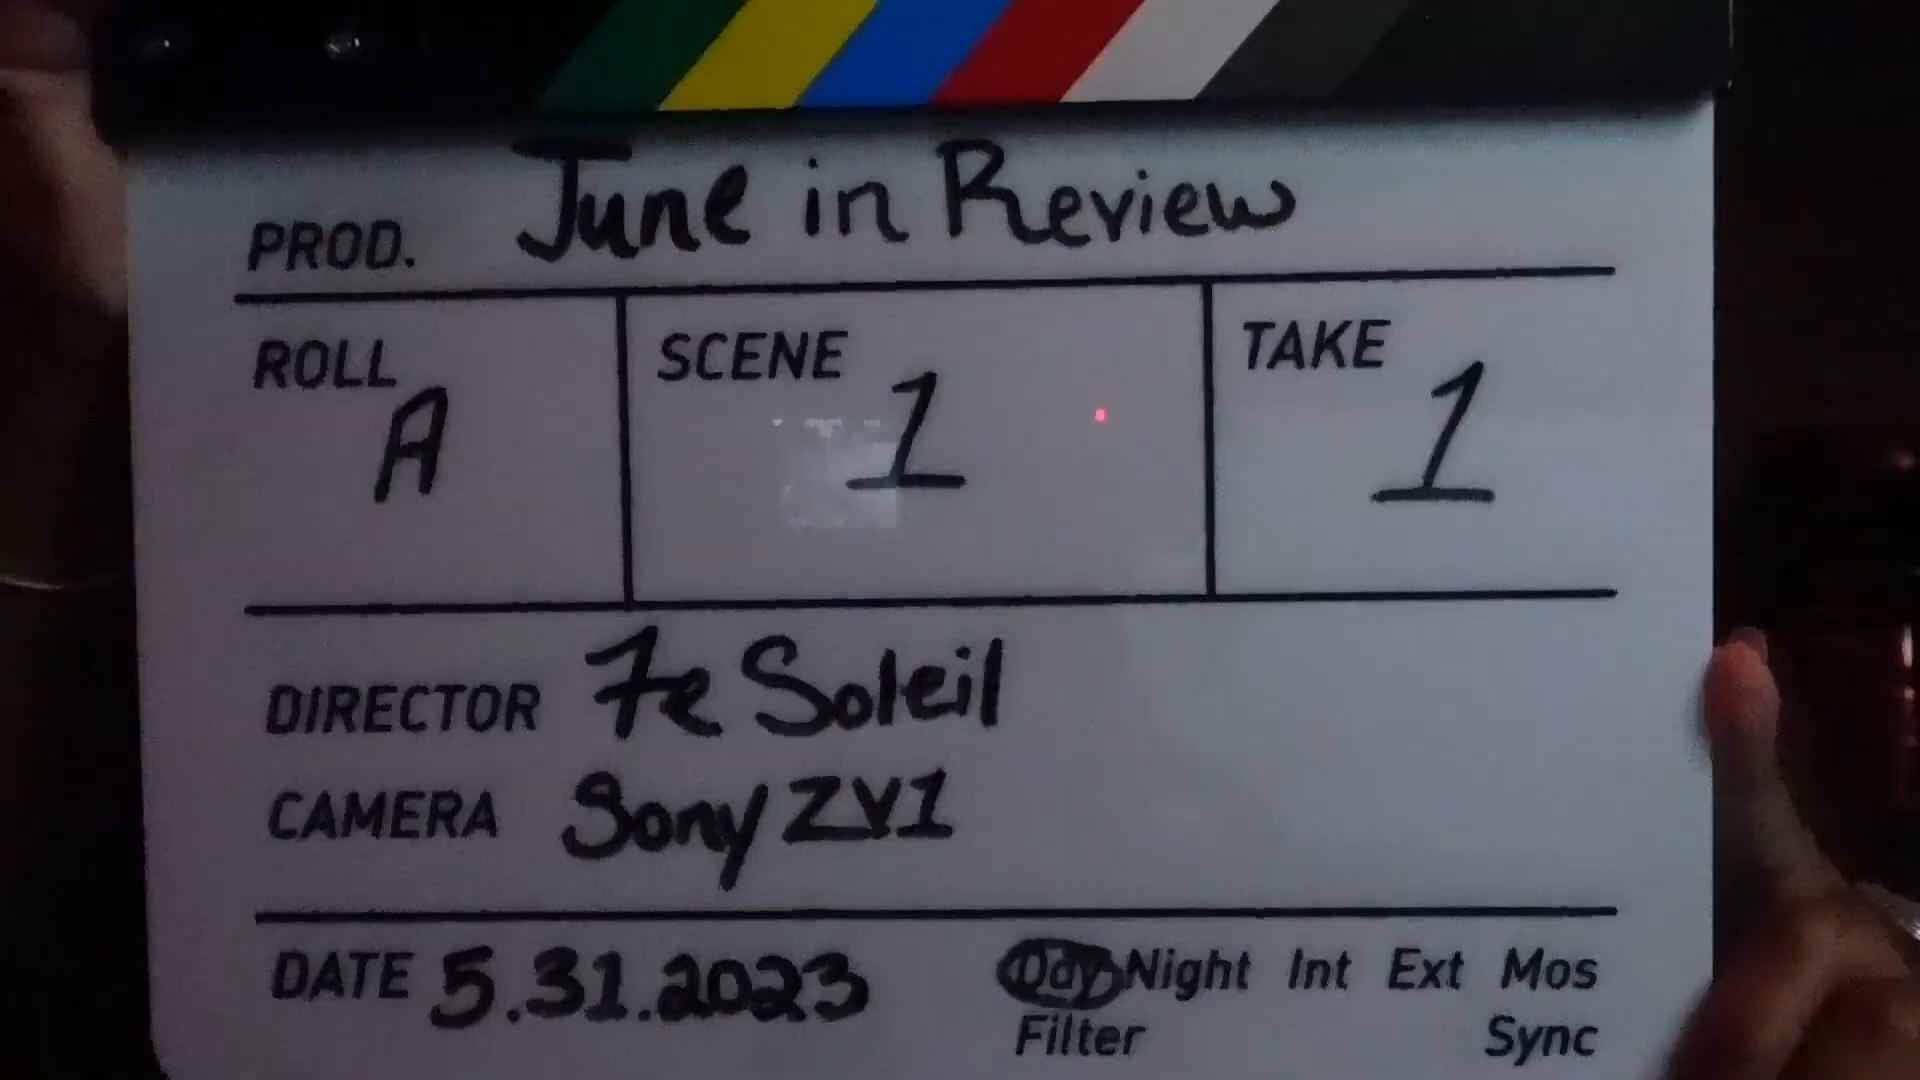 PROD. June in Review
ROLL A
SCENE 1
TAKE 1
DIRECTOR Fe Soleil
CAMERA Sony ZV1
DATE 5.31.2023
Day Night Int Ext Mos
Filter Sync